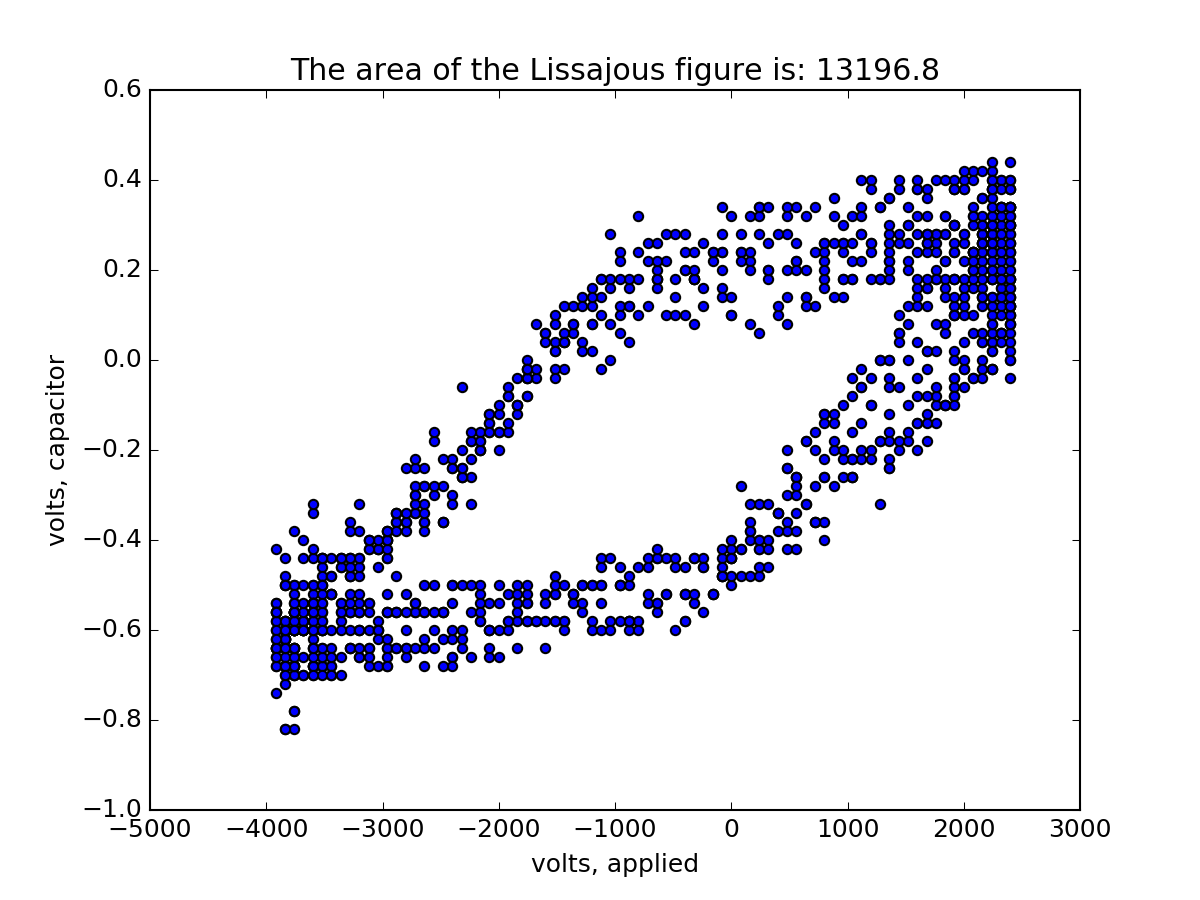 The area of the Lissajous figure is: 13196.8
0.6
0.4
0.2
0.0
−0.2
−0.4
−0.6
−0.8
−1.0
volts, capacitor
−5000 −4000 −3000 −2000 −1000 0 1000 2000 3000
volts, applied